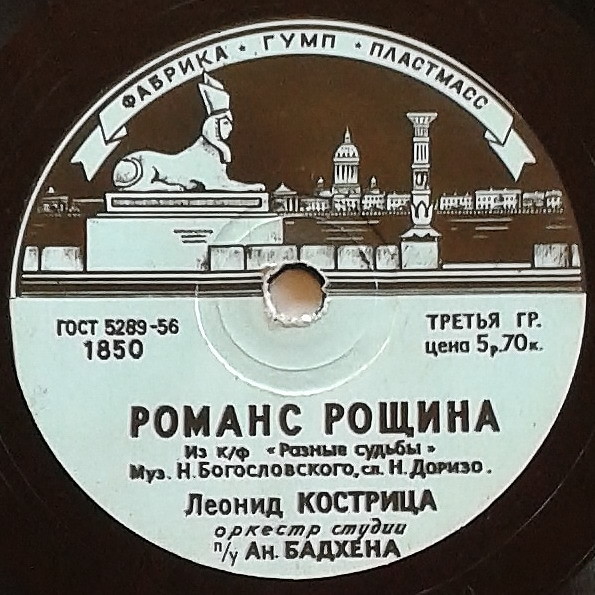 ФАБРИКА * ГУМП * ПЛАСТМАСС
ГОСТ 5289-56
1850
ТРЕТЬЯ ГР.
цена 5р.70к.
РОМАНС РОЩИНА
Из к/ф «Разные судьбы»
Муз. Н. Богословского, сл. Н. Доризо.
Леонид КОСТРИЦА
оркестр студии
п/у Ан. БАДХЕНА